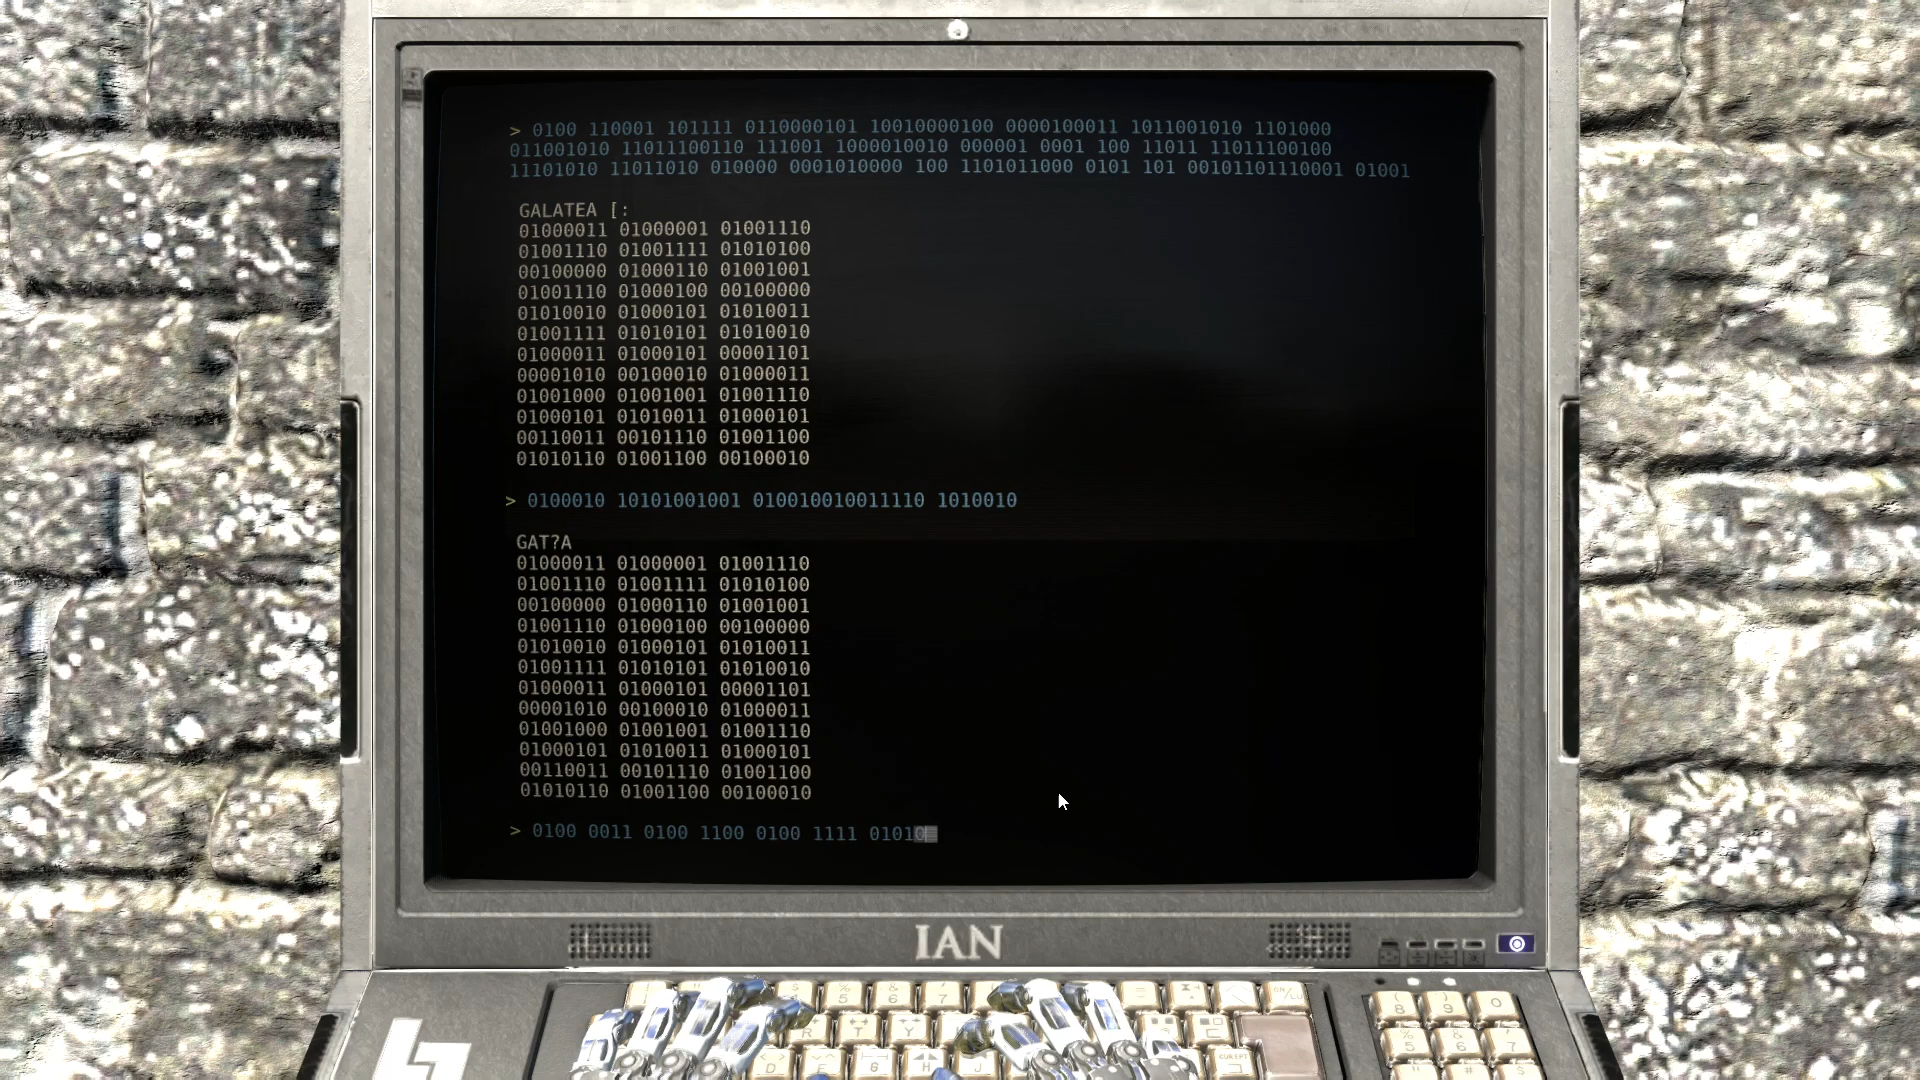 > 0100 110001 101111 0110000101 10010000100 0000100011 1011001010 1101000
011001010 11011100110 111001 1000010010 000001 0001 100 11011 11011100100
11101010 11011010 010000 0001010000 100 1101011000 0101 101 00101101110001 01001
GALATEA [:
01000011 01000001 01001110
01001110 01001111 01010100
00100000 01000110 01001001
01001110 01000100 00100000
01010010 01000101 01010011
01001111 01010101 01010010
01000011 01000101 00001101
00001010 00100010 01000011
01001000 01001001 01001110
01000101 01010011 01000101
00110011 00101110 01001100
01010110 01001100 00100010
> 0100010 10101001001 010010010011110 1010010
GAT?A
01000011 01000001 01001110
01001110 01001111 01010100
00100000 01000110 01001001
01001110 01000100 00100000
01010010 01000101 01010011
01001111 01010101 01010010
01000011 01000101 00001101
00001010 00100010 01000011
01001000 01001001 01001110
01000101 01010011 01000101
00110011 00101110 01001100
01010110 01001100 00100010
> 0100 0011 0100 1100 0100 1111 01010
IAN